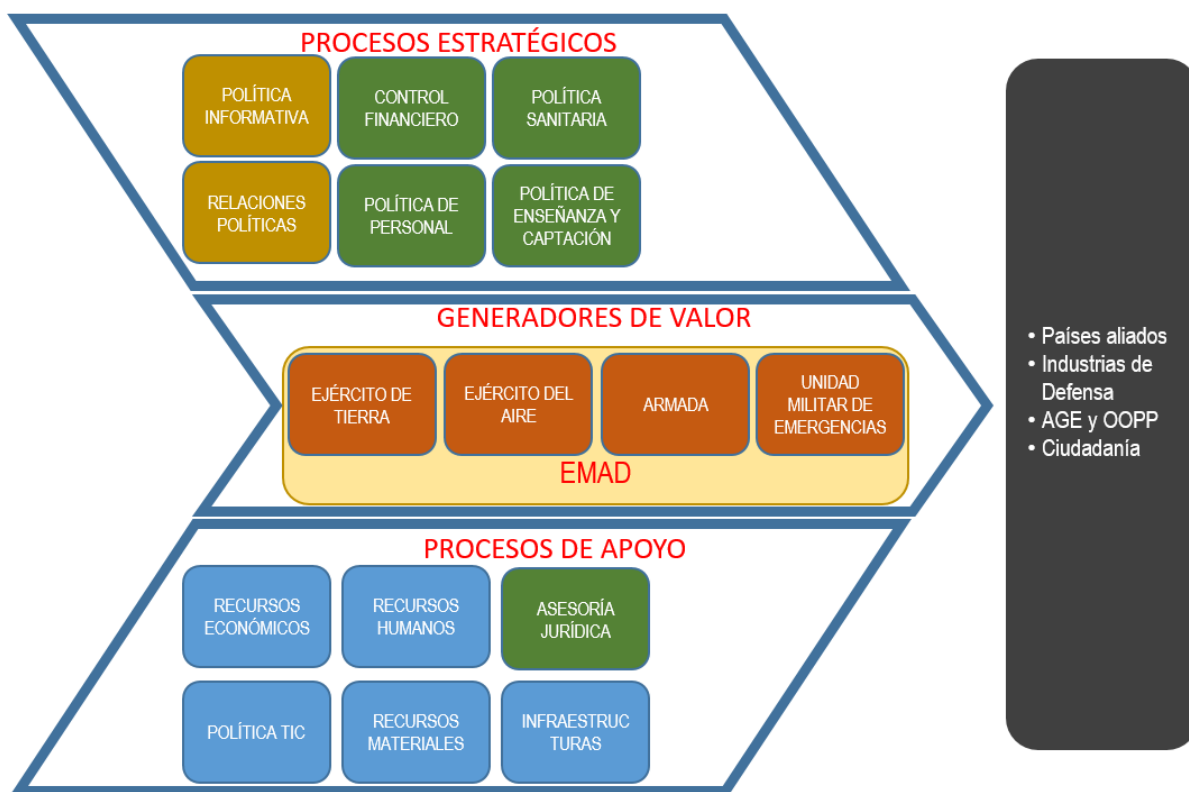 PROCESOS ESTRATÉGICOS
POLÍTICA
INFORMATIVA
CONTROL
FINANCIERO
POLÍTICA
SANITARIA
RELACIONES
POLÍTICAS
POLÍTICA DE
PERSONAL
POLÍTICA DE
ENSEÑANZA Y
CAPTACIÓN
GENERADORES DE VALOR
EJÉRCITO DE
TIERRA
EJÉRCITO DEL
AIRE
ARMADA
UNIDAD
MILITAR DE
EMERGENCIAS
EMAD
PROCESOS DE APOYO
RECURSOS
ECONÓMICOS
RECURSOS
HUMANOS
ASESORÍA
JURÍDICA
POLÍTICA TIC
RECURSOS
MATERIALES
INFRAESTRUC
TURAS
• Países aliados
• Industrias de
Defensa
• AGE y OOPP
• Ciudadanía